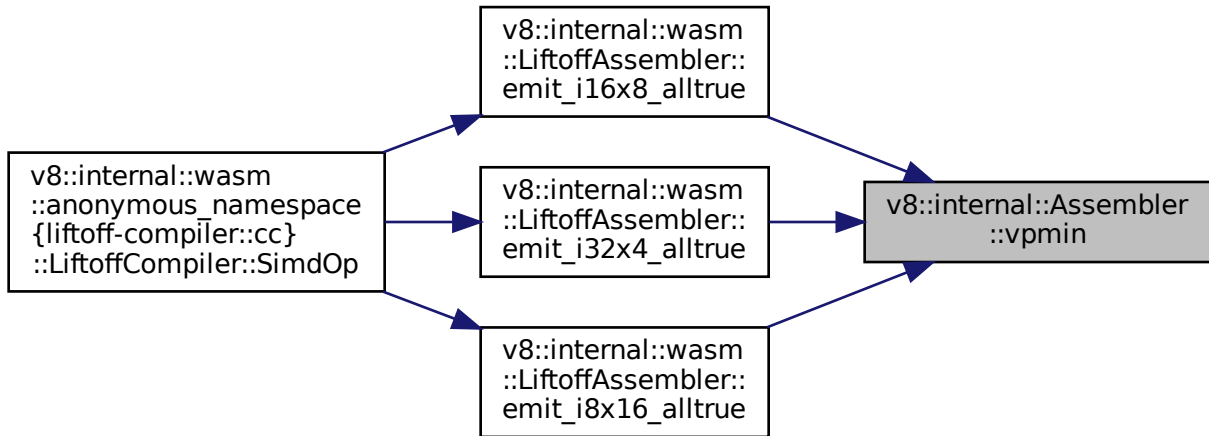 v8::internal::wasm
::anonymous_namespace
{liftoff-compiler::cc}
::LiftoffCompiler::SimdOp
v8::internal::wasm
::LiftoffAssembler::
emit_i16x8_alltrue
v8::internal::wasm
::LiftoffAssembler::
emit_i32x4_alltrue
v8::internal::wasm
::LiftoffAssembler::
emit_i8x16_alltrue
v8::internal::Assembler
::vpmin